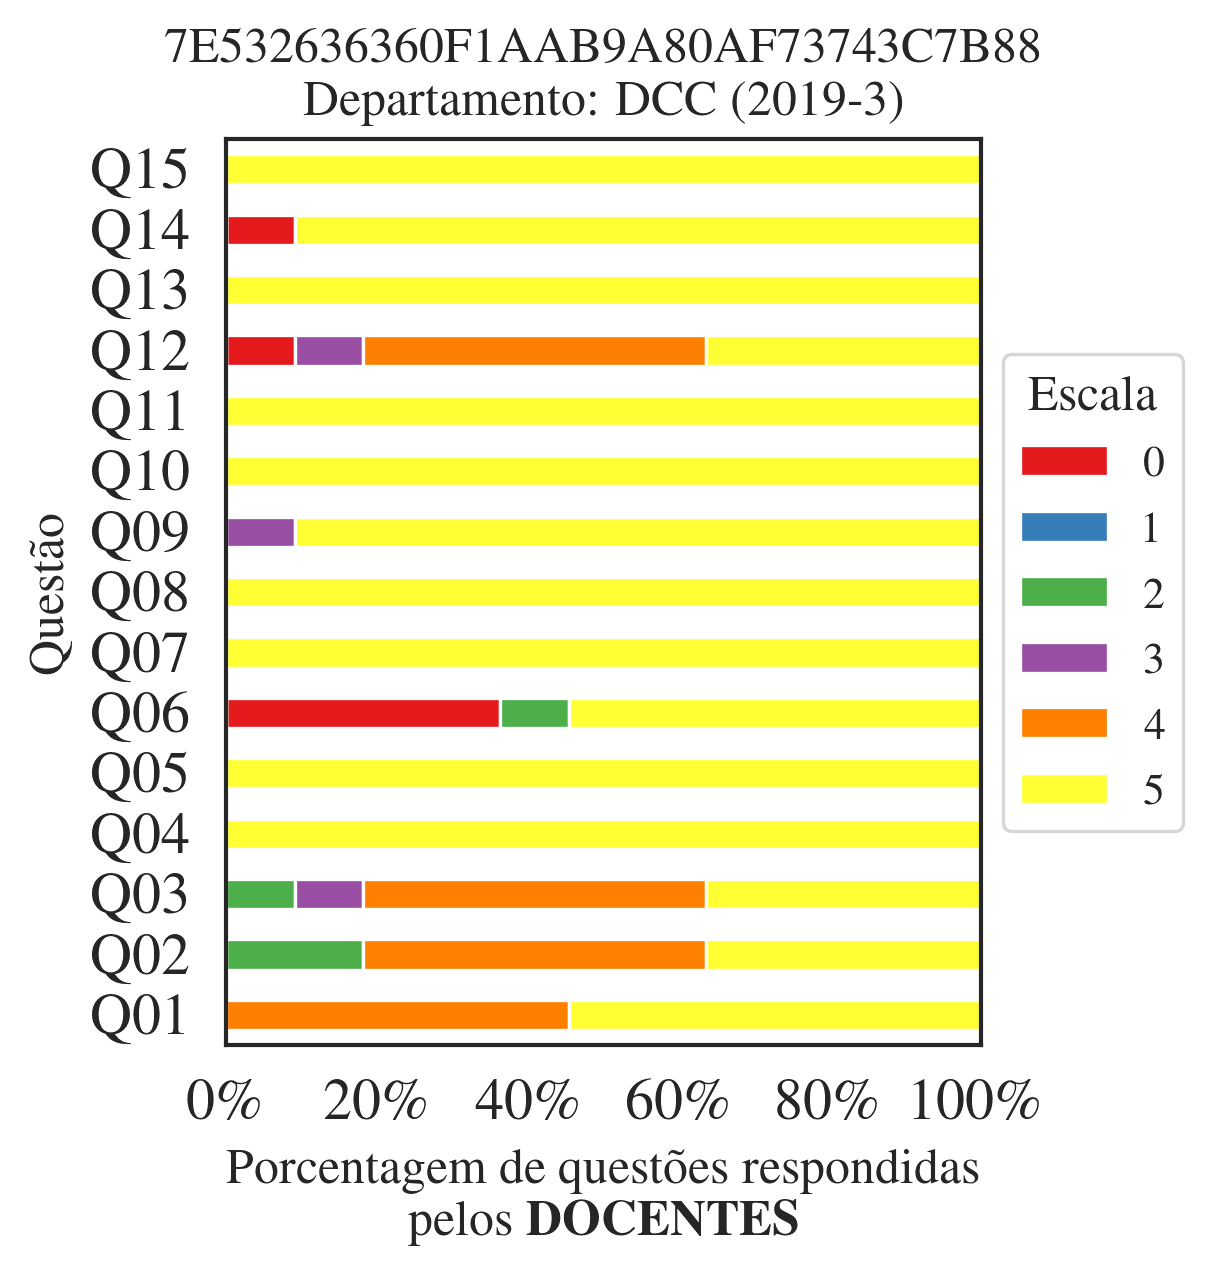 7E532636360F1AAB9A80AF73743C7B88
Departamento: DCC (2019-3)
Questão
Q15
Q14
Q13
Q12
Q11
Q10
Q09
Q08
Q07
Q06
Q05
Q04
Q03
Q02
Q01
0% 20% 40% 60% 80% 100%
Porcentagem de questões respondidas
pelos DOCENTES
Escala
0
1
2
3
4
5